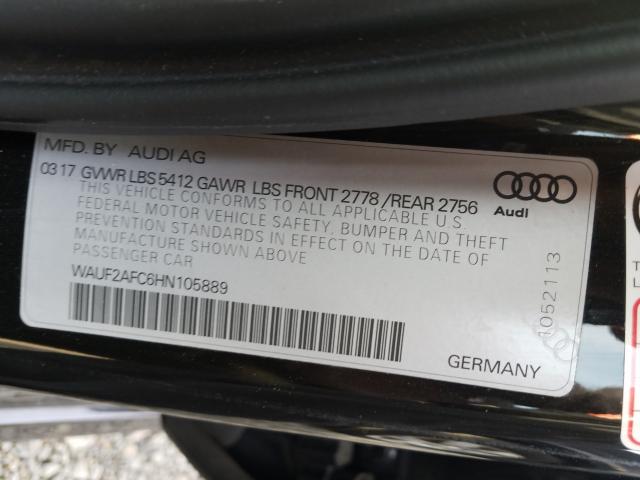 MFD. BY AUDI AG
03 17 GVWR LBS 5412 GAWR LBS FRONT 2778 /REAR 2756
THIS VEHICLE CONFORMS TO ALL APPLICABLE U.S.
FEDERAL MOTOR VEHICLE SAFETY, BUMPER AND THEFT
PREVENTION STANDARDS IN EFFECT ON THE DATE OF
MANUFACTURE SHOWN ABOVE
PASSENGER CAR
WAUF2AFC6HN105889
Audi
1052113
GERMANY